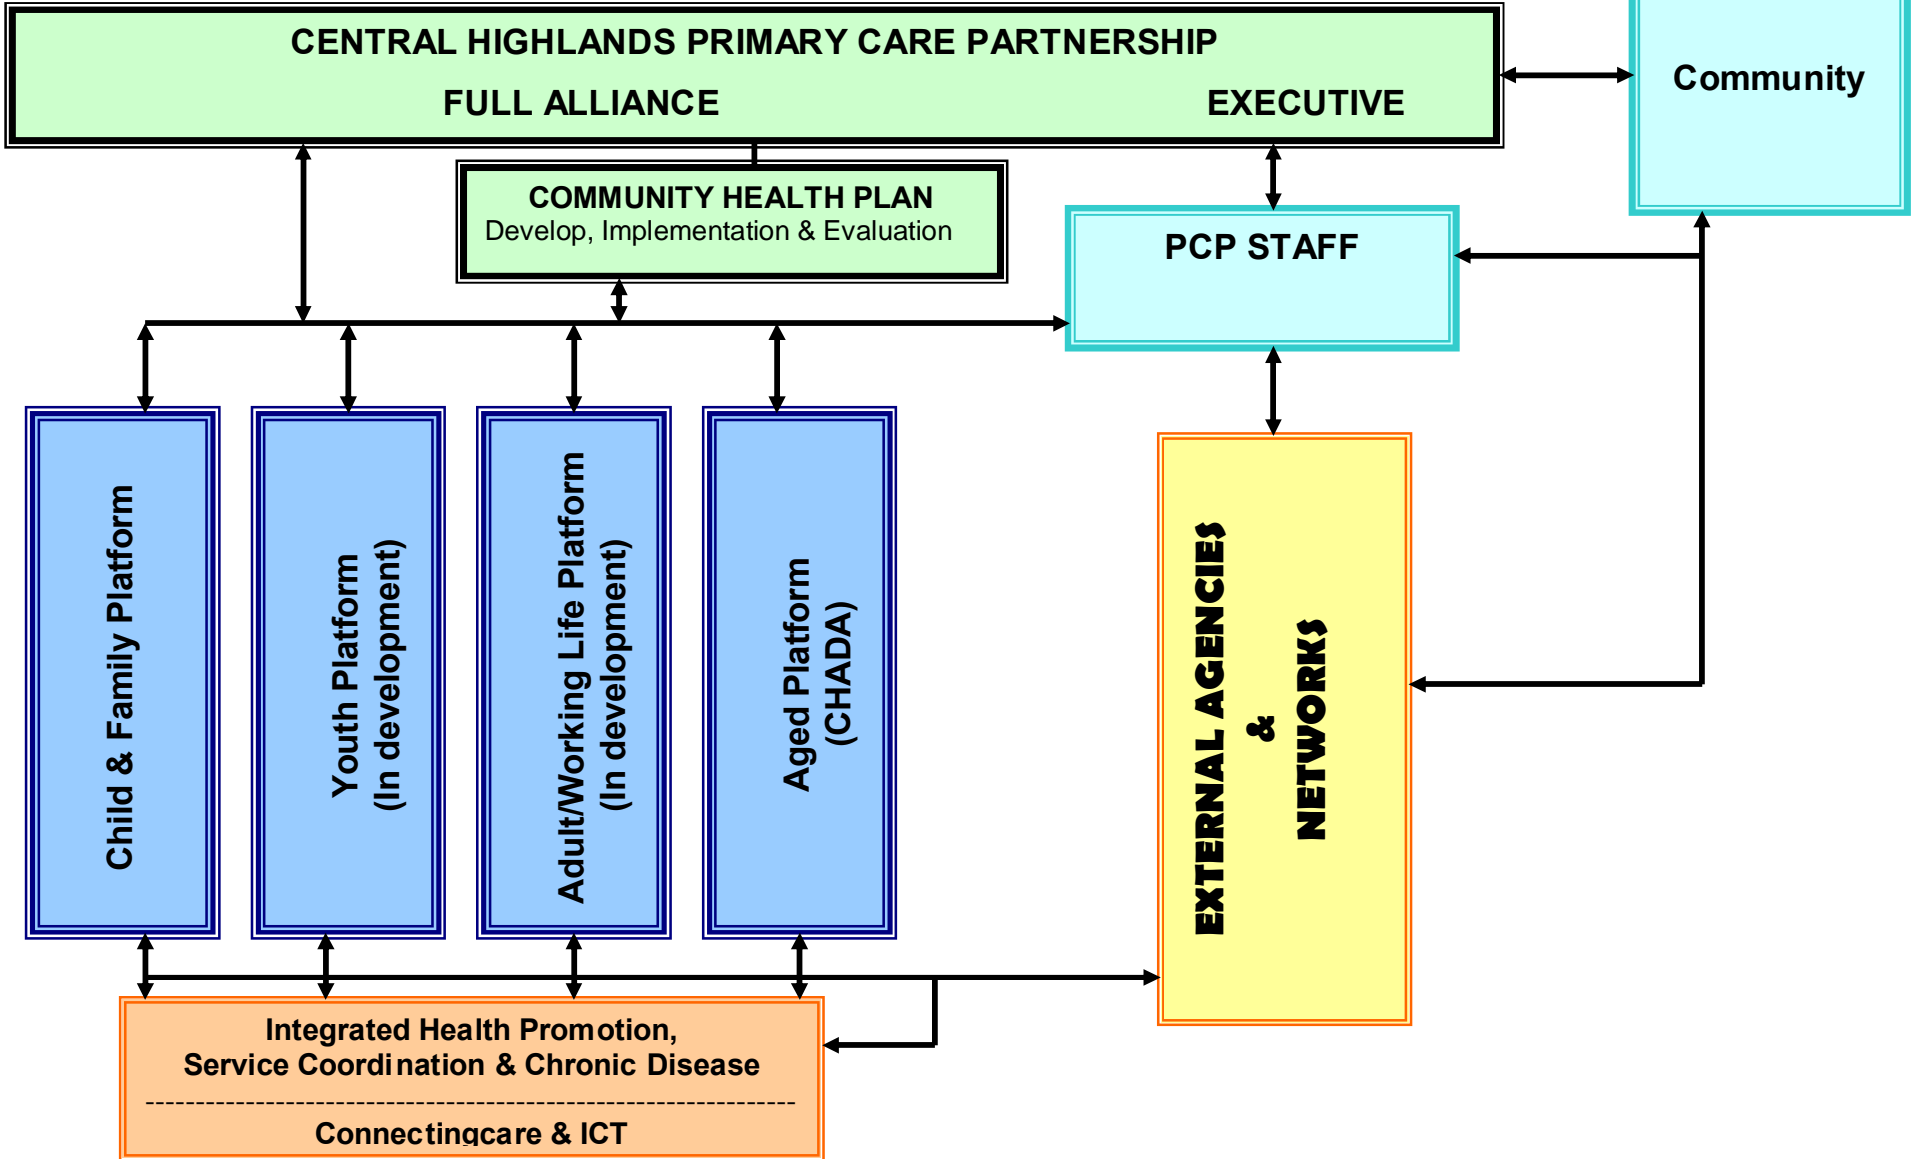 CENTRAL HIGHLANDS PRIMARY CARE PARTNERSHIP
FULL ALLIANCE EXECUTIVE
Community
COMMUNITY HEALTH PLAN
Develop, Implementation & Evaluation
PCP STAFF
Child & Family Platform
Youth Platform
(In development)
Adult/Working Life Platform
(In development)
Aged Platform
(CHADA)
EXTERNAL AGENCIES
&
NETWORKS
Integrated Health Promotion,
Service Coordination & Chronic Disease
Connectingcare & ICT